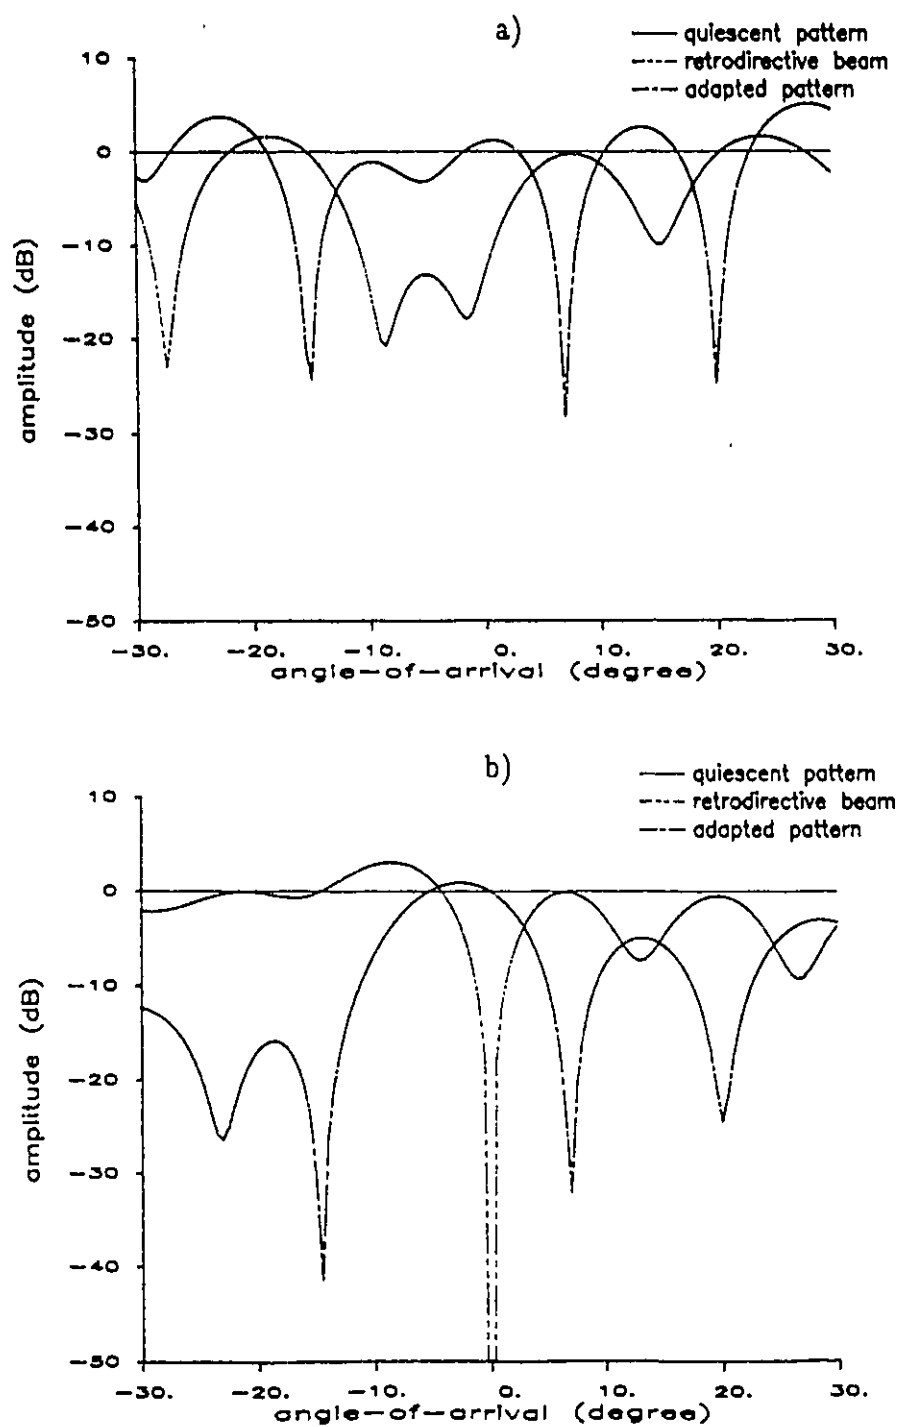 a)
quiescent pattern
retrodirective beam
adapted pattern
10
0
-10
-20
-30
-40
-50
amplitude (dB)
-30. -20. -10. 0. 10. 20. 30.
angle-of-arrival (degree)
b)
quiescent pattern
retrodirective beam
adapted pattern
10
0
-10
-20
-30
-40
-50
amplitude (dB)
-30. -20. -10. 0. 10. 20. 30.
angle-of-arrival (degree)